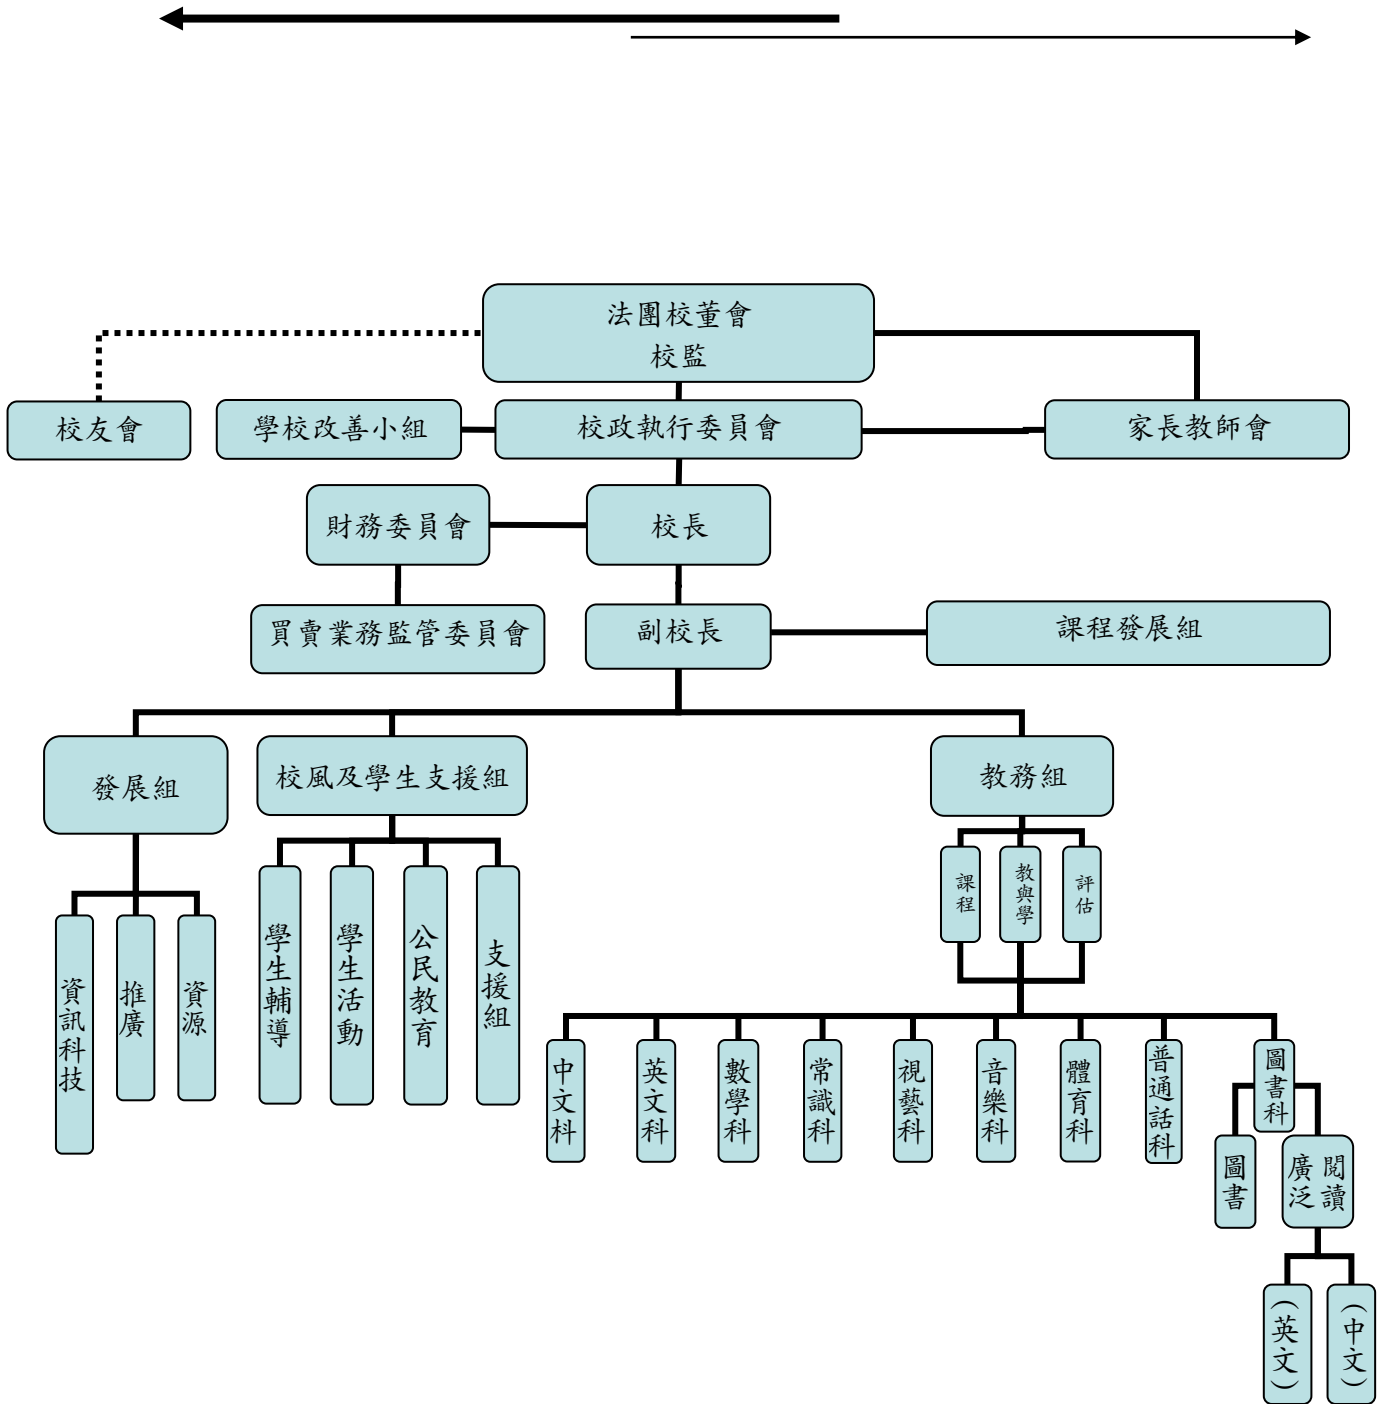 法團校董會
校監
校友會
學校改善小組
校政執行委員會
家長教師會
財務委員會
校長
買賣業務監管委員會
副校長
課程發展組
發展組
校風及學生支援組
教務組
課程
教與學
評估
學生輔導
學生活動
公民教育
支援組
資訊科技
推廣
資源
中文科
英文科
數學科
常識科
視藝科
音樂科
體育科
普通話科
圖書科
圖書
廣泛
閱讀
(英文)
(中文)